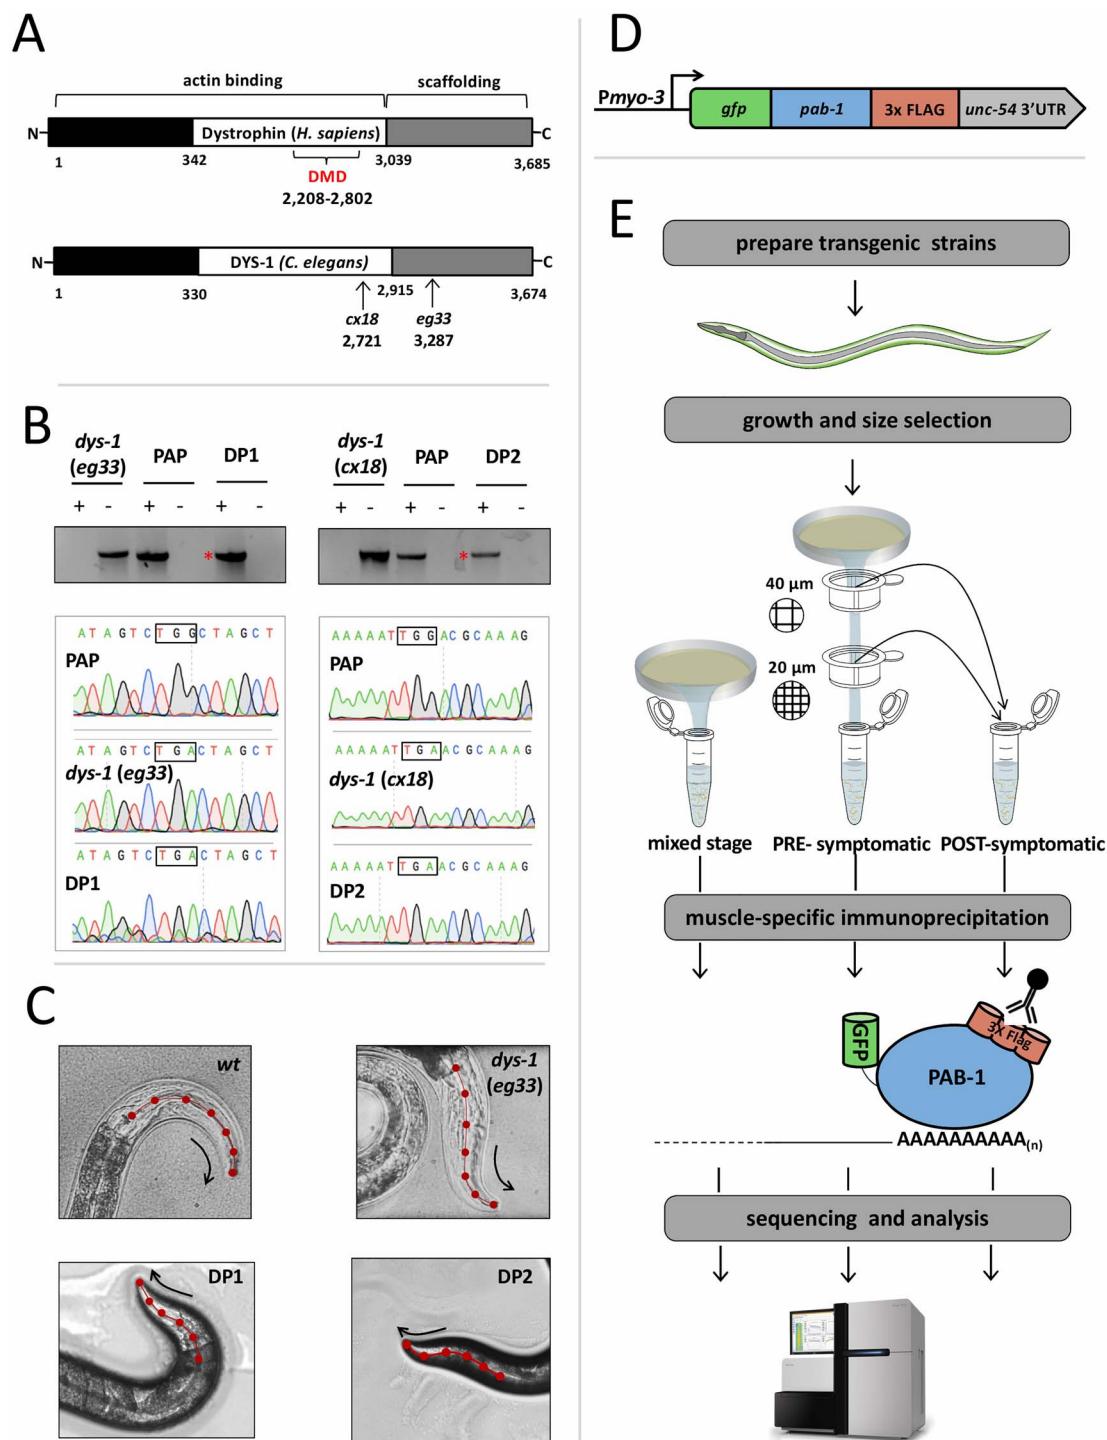 A
actin binding
scaffolding
N
Dystrophin (H. sapiens)
C
1
342
3,039
3,685
DMD
2,208-2,802
N
DYS-1 (C. elegans)
C
1
330
2,915
3,674
cx18
2,721
eg33
3,287
B
dys-1
(eg33)
PAP
DP1
+ - + - + -
*
dys-1
(cx18)
PAP
DP2
+ - + - + -
*
A T A G T C T G G C T A G C T
PAP
A T A G T C T G A C T A G C T
dys-1 (eg33)
A T A G T C T G A C T A G C T
DP1
A A A A A T T G G A C G C A A A G
PAP
A A A A A T T G A A C G C A A A G
dys-1 (cx18)
A A A A A T T G A A C G C A A A G
DP2
C
wt
dys-1
(eg33)
DP1
DP2
D
Pmyo-3
gfp
pab-1
3x FLAG
unc-54 3'UTR
E
prepare transgenic strains
growth and size selection
40 µm
20 µm
mixed stage
PRE- symptomatic
POST-symptomatic
muscle-specific immunoprecipitation
GFP
3X Flag
PAB-1
AAAAAAAAAA(n)
sequencing and analysis